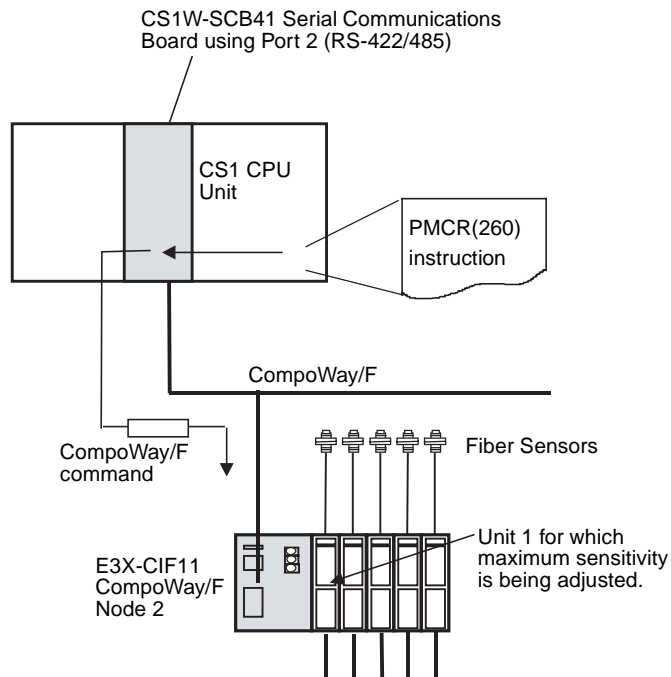 CS1W-SCB41 Serial Communications
Board using Port 2 (RS-422/485)
CS1 CPU
Unit
PMCR(260)
instruction
CompoWay/F
CompoWay/F
command
Fiber Sensors
E3X-CIF11
CompoWay/F
Node 2
Unit 1 for which
maximum sensitivity
is being adjusted.